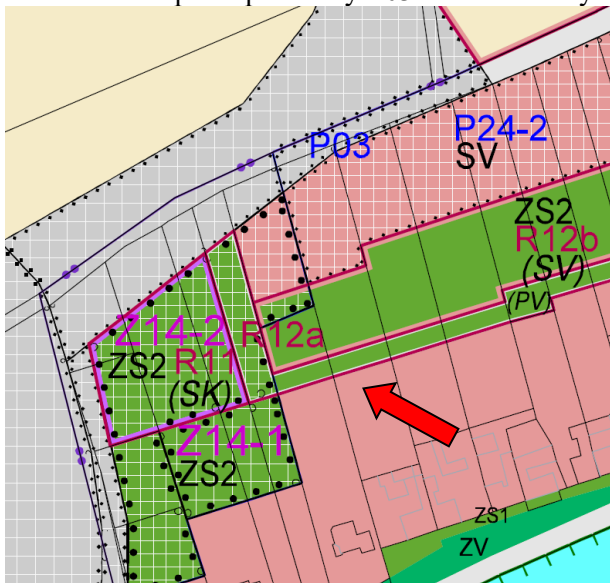 P03
P24-2
SV
ZS2
R12b
(SV)
(PV)
Z14-2
R12a
ZS2 R11
(SK)
Z14-1
ZS2
ZS1
ZV